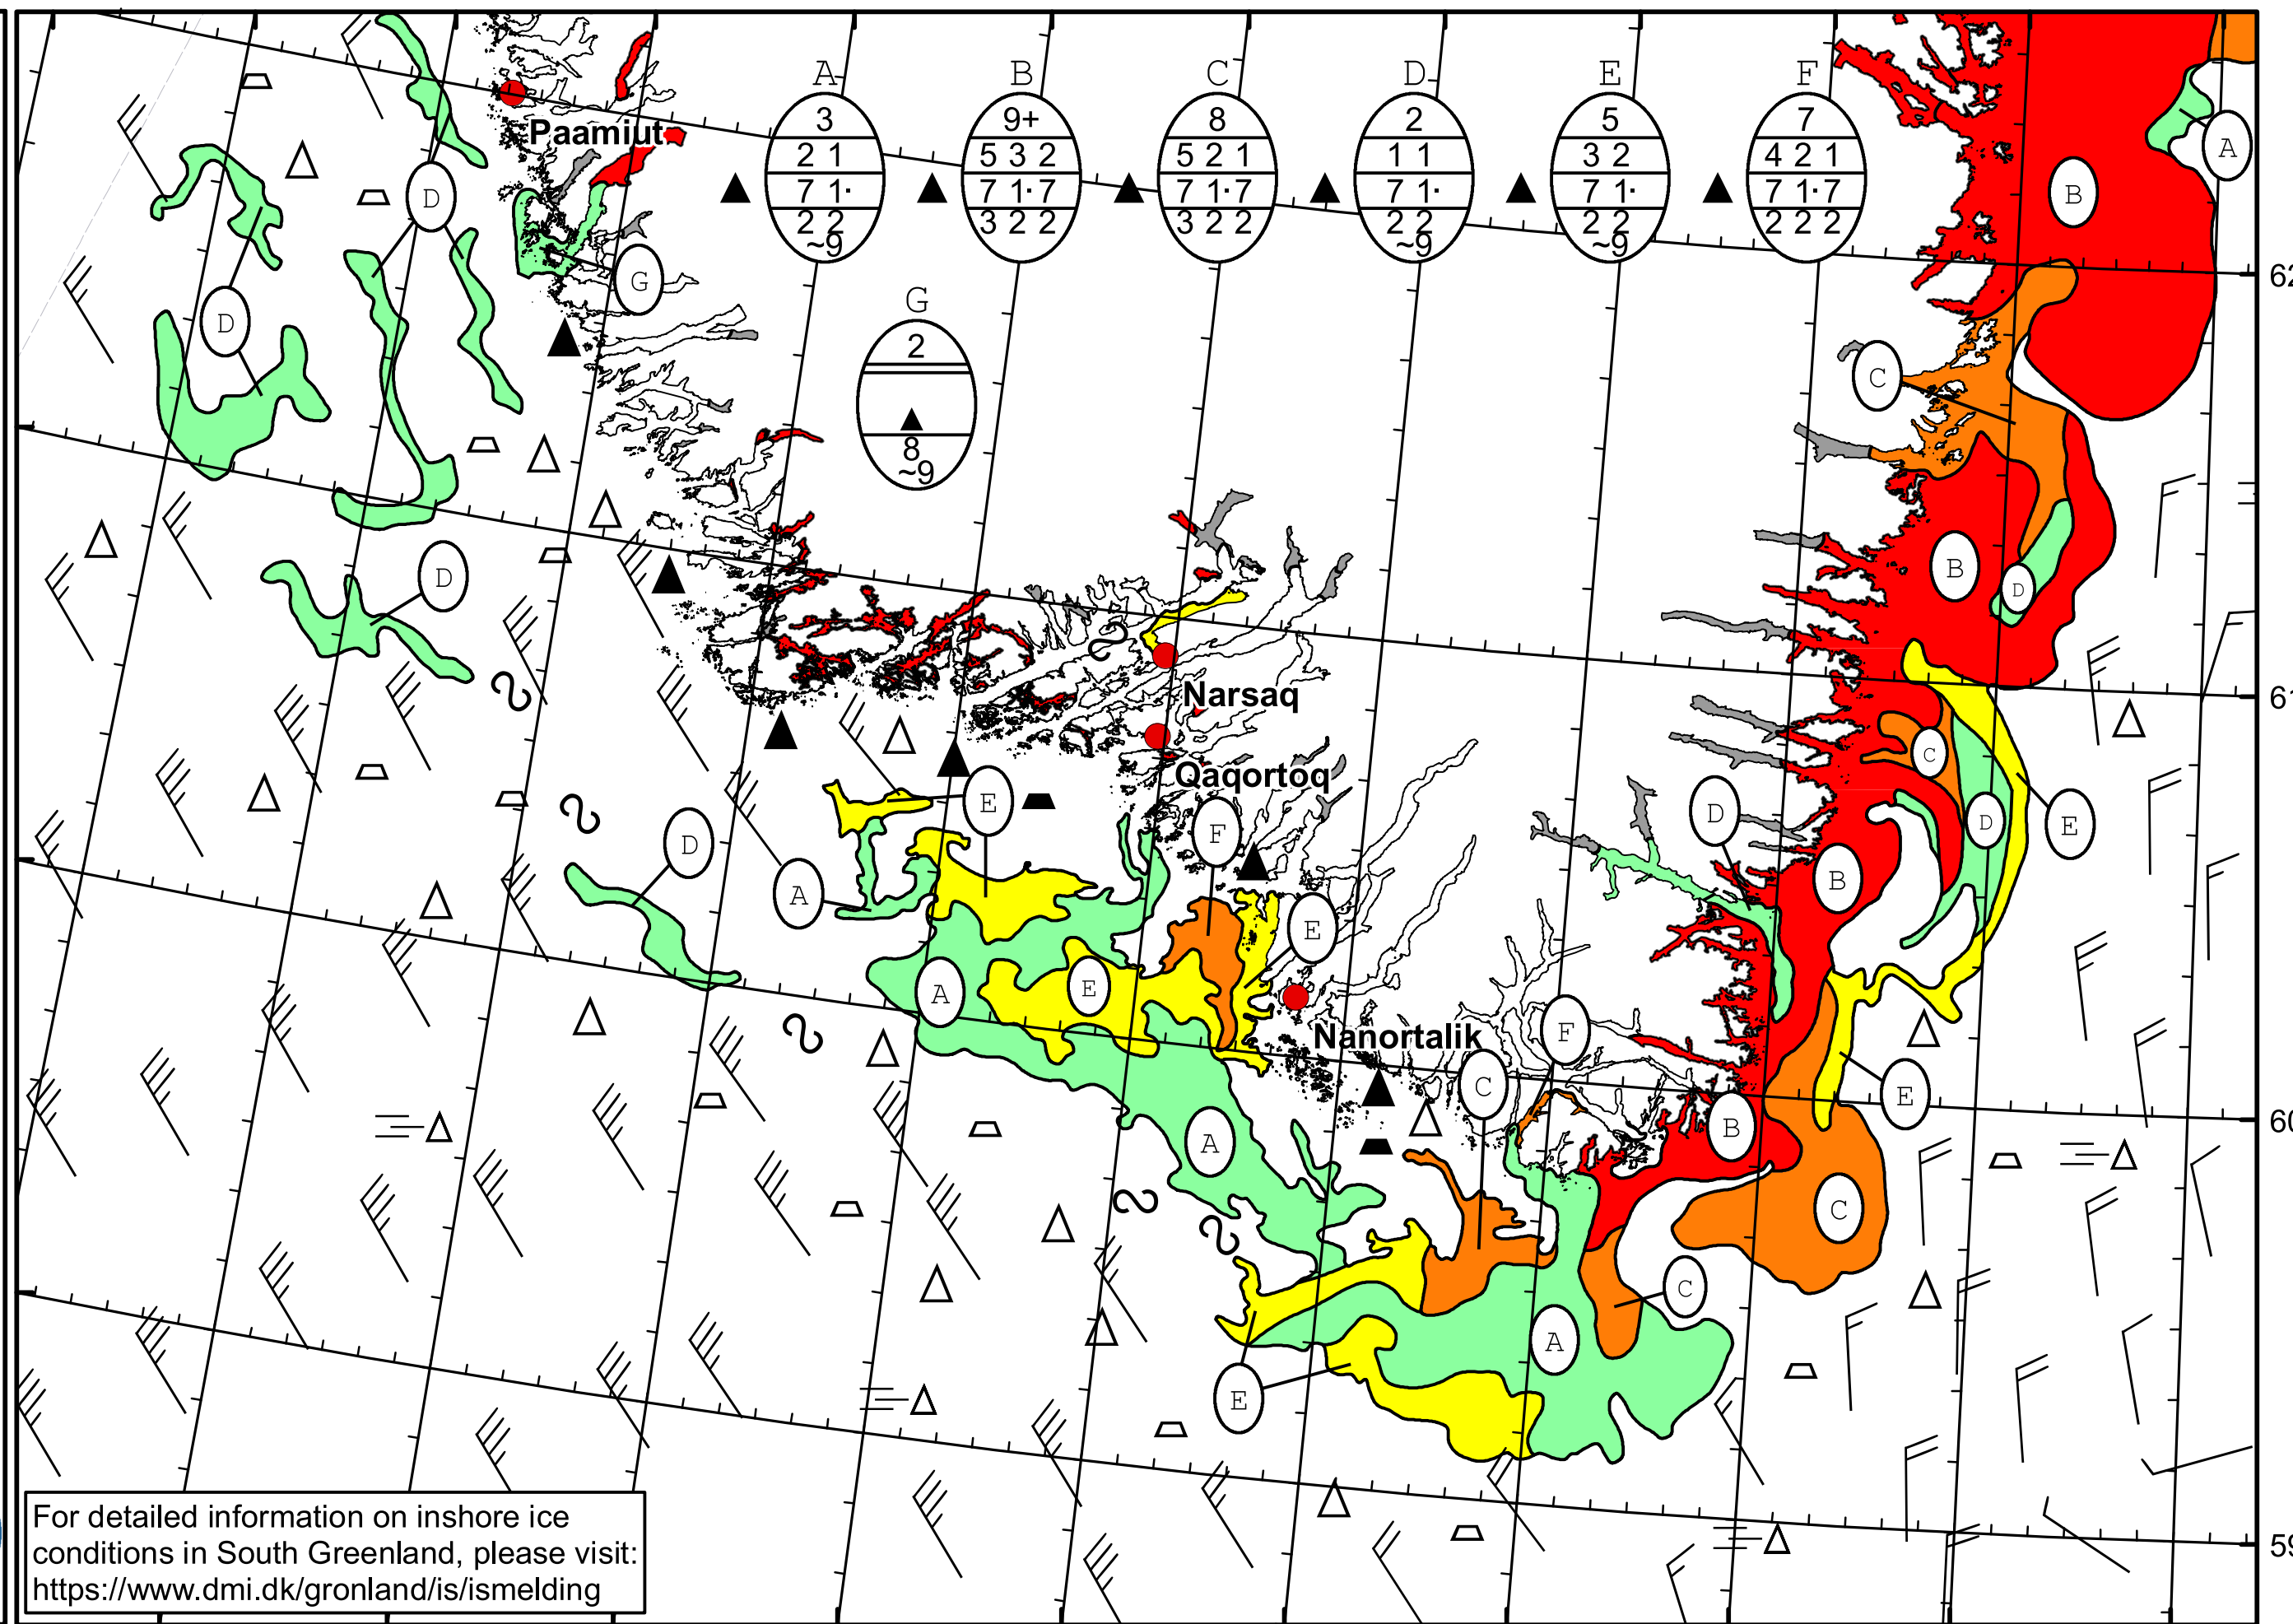 A B C D E F
3 9+ 8 2 5 7
2 1 5 3 2 5 2 1 1 1 3 2 4 2 1
7 1· 7 1·7 7 1·7 7 1· 7 1· 7 1·7
2 2 3 2 2 3 2 2 2 2 2 2 2 2 2
~9 ~9 ~9
Paamiut
A
B
D
G
62
D
G
2
8
~9
C
D
B
D
Narsaq
61
C
Qaqortoq
E
D
D
E
F
D
A
B
E
A
E
Nanortalik
F
C
E
A
B
60
C
C
A
E
For detailed information on inshore ice
conditions in South Greenland, please visit:
https://www.dmi.dk/gronland/is/ismelding
59